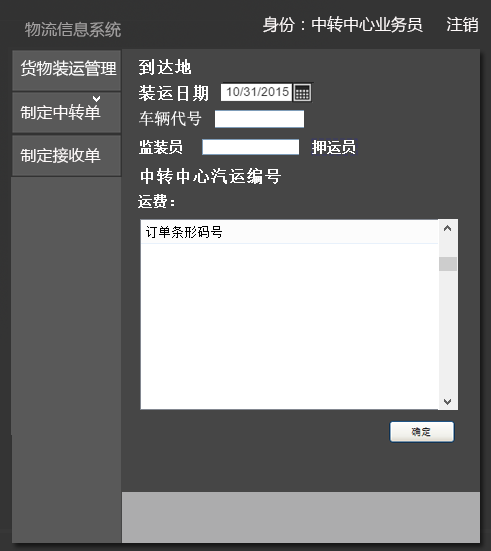 物流信息系统
身份：中转中心业务员 注销
货物装运管理
制定中转单
制定接收单
到达地
装运日期 10/31/2015
车辆代号
监装员 押运员
中转中心汽运编号
运费：
订单条形码号
确定